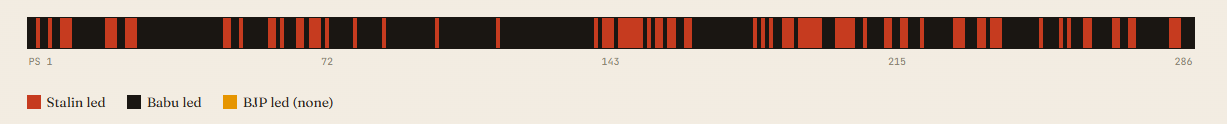 PS 1 72 143 215 286
Stalin led Babu led BJP led (none)